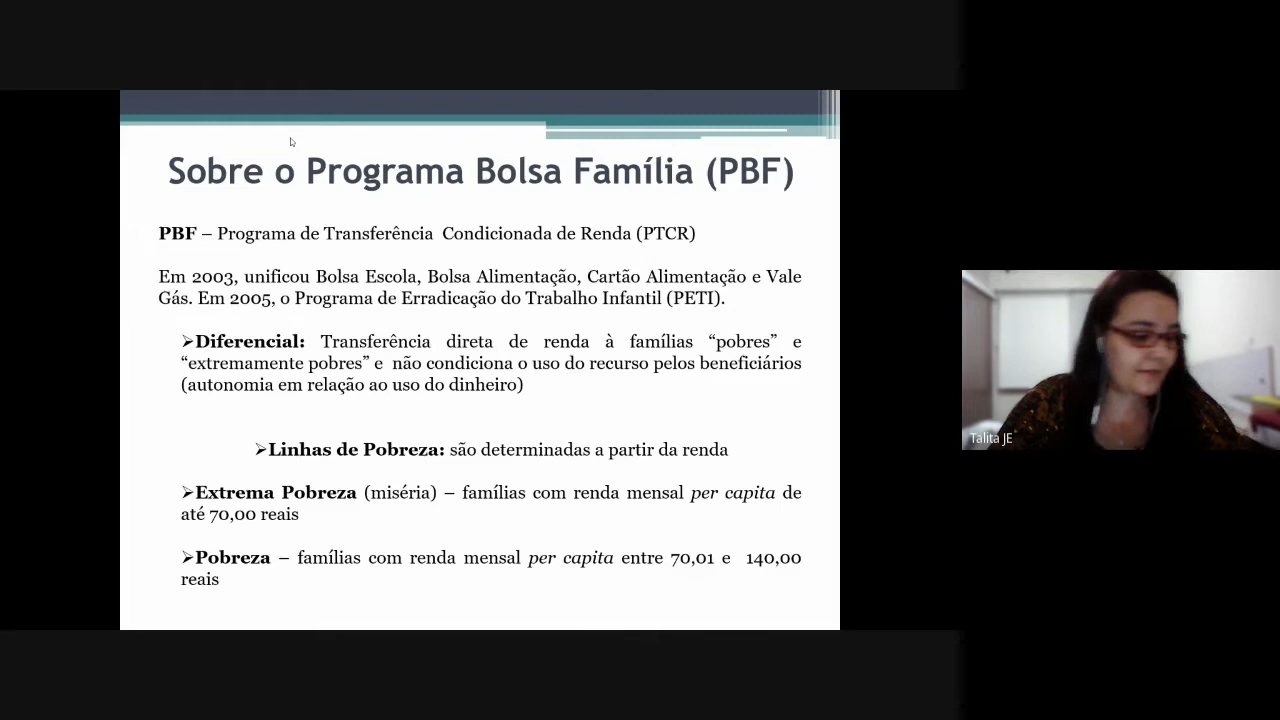 Sobre o Programa Bolsa Família (PBF)
PBF – Programa de Transferência Condicionada de Renda (PTCR)
Em 2003, unificou Bolsa Escola, Bolsa Alimentação, Cartão Alimentação e Vale
Gás. Em 2005, o Programa de Erradicação do Trabalho Infantil (PETI).
➢Diferencial: Transferência direta de renda à famílias “pobres” e
“extremamente pobres” e não condiciona o uso do recurso pelos beneficiários
(autonomia em relação ao uso do dinheiro)
➢Linhas de Pobreza: são determinadas a partir da renda
➢Extrema Pobreza (miséria) – famílias com renda mensal per capita de
até 70,00 reais
➢Pobreza – famílias com renda mensal per capita entre 70,01 e 140,00
reais
Talita JE